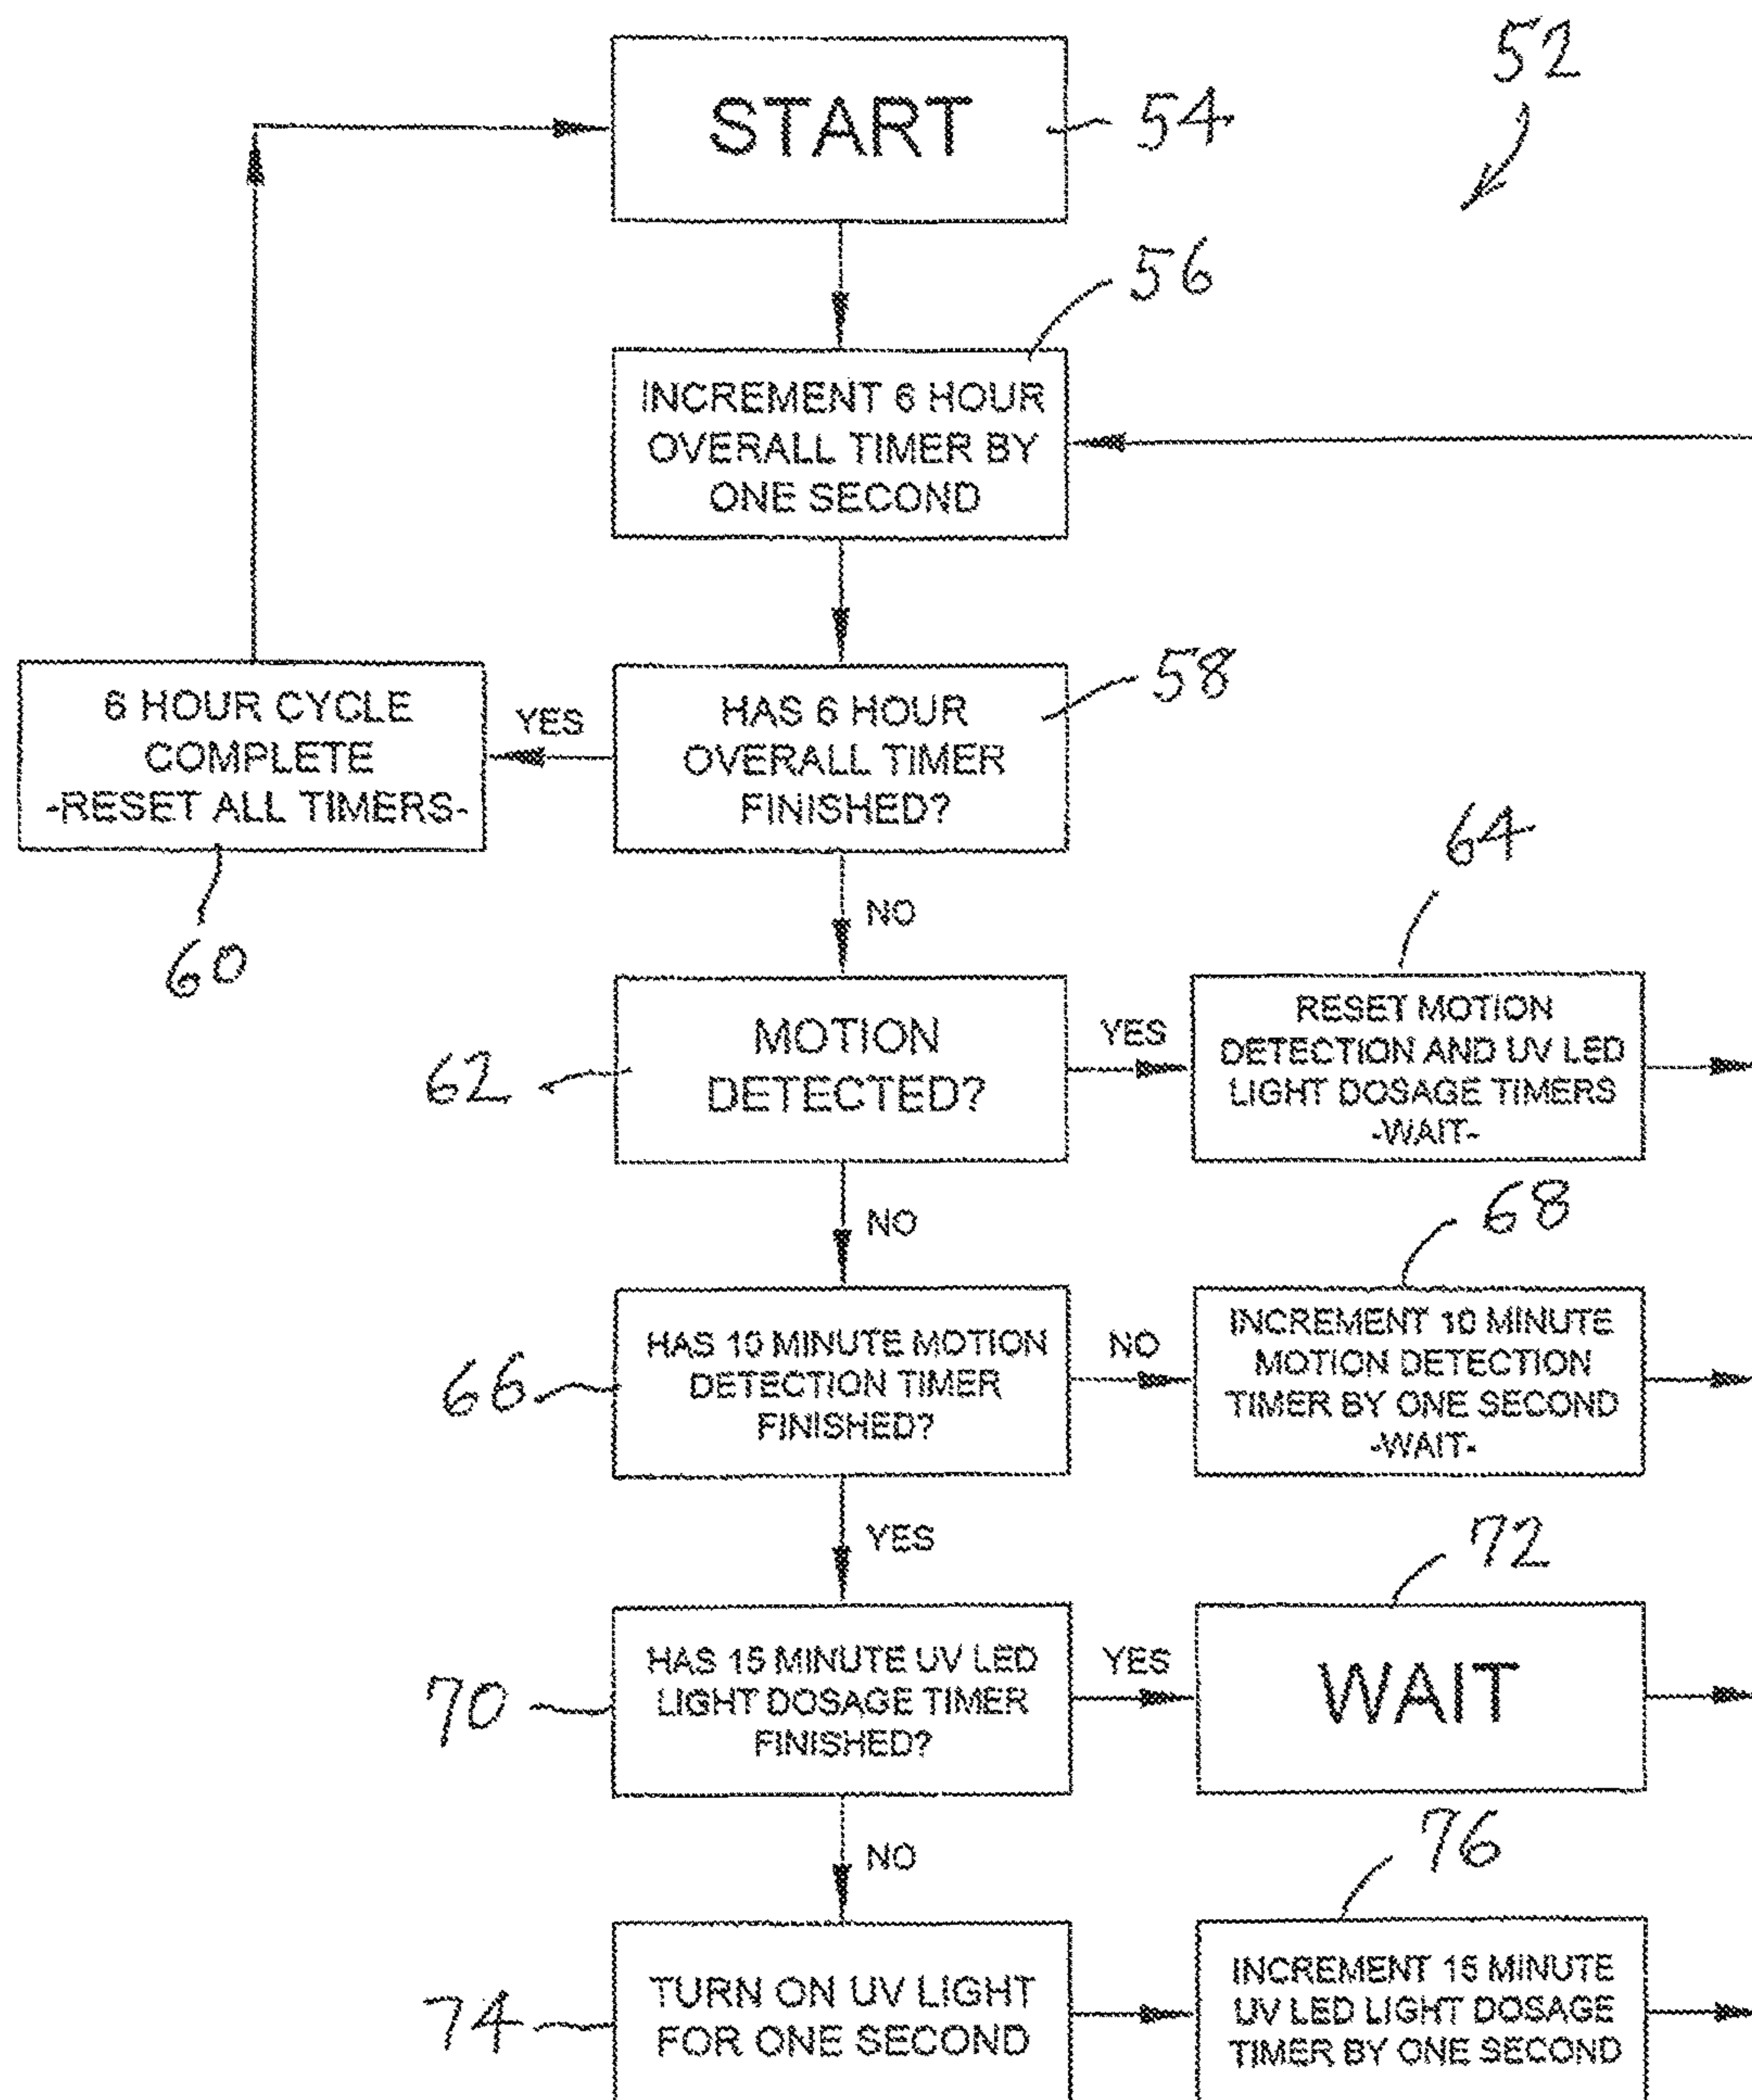 52
START
54
56
INCREMENT 6 HOUR
OVERALL TIMER BY
ONE SECOND
6 HOUR CYCLE
COMPLETE
-RESET ALL TIMERS-
60
YES
HAS 6 HOUR
OVERALL TIMER
FINISHED?
58
NO
62
MOTION
DETECTED?
YES
64
RESET MOTION
DETECTION AND UV LED
LIGHT DOSAGE TIMERS
-WAIT-
NO
66
HAS 10 MINUTE MOTION
DETECTION TIMER
FINISHED?
NO
68
INCREMENT 10 MINUTE
MOTION DETECTION
TIMER BY ONE SECOND
-WAIT-
YES
70
HAS 15 MINUTE UV LED
LIGHT DOSAGE TIMER
FINISHED?
YES
72
WAIT
NO
74
TURN ON UV LIGHT
FOR ONE SECOND
76
INCREMENT 15 MINUTE
UV LED LIGHT DOSAGE
TIMER BY ONE SECOND